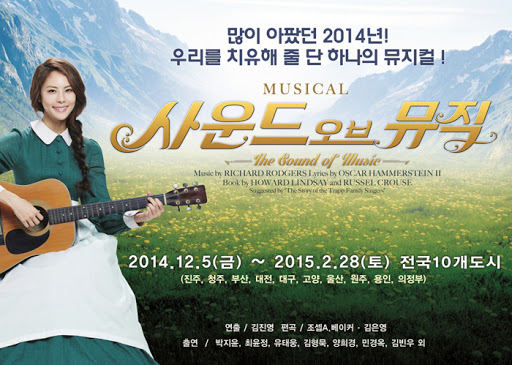 많이 아팠던 2014년!
우리를 치유해 줄 단 하나의 뮤지컬 !
MUSICAL
사운드 오브 뮤직
The Sound of Music
Music by RICHARD RODGERS Lyrics by OSCAR HAMMERSTEIN II
Book by HOWARD LINDSAY and RUSSEL CROUSE
Suggested by "The Story of the Trapp Family Singers"
2014.12.5(금) ~ 2015.2.28(토) 전국10개도시
(진주, 청주, 부산, 대전, 대구, 고양, 울산, 원주, 용인, 의정부)
연출 / 김진영 편곡 / 조셉A.베이커 - 김은영
출연 / 박지윤, 최윤정, 유태웅, 김형묵, 양희경, 민경옥, 김빈우 외